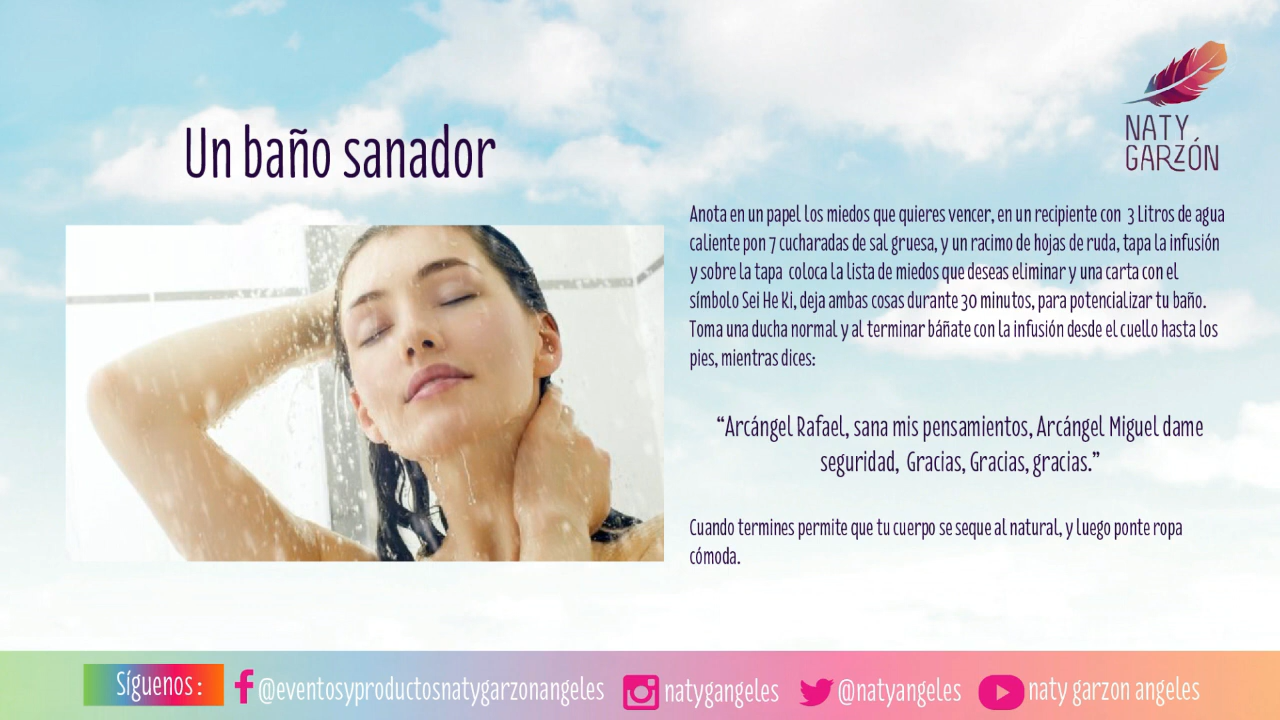 NATY
GARZÓN
Un baño sanador
Anota en un papel los miedos que quieres vencer, en un recipiente con 3 Litros de agua
caliente pon 7 cucharadas de sal gruesa, y un racimo de hojas de ruda, tapa la infusión
y sobre la tapa coloca la lista de miedos que deseas eliminar y una carta con el
símbolo Sei He Ki, deja ambas cosas durante 30 minutos, para potencializar tu baño.
Toma una ducha normal y al terminar báñate con la infusión desde el cuello hasta los
pies, mientras dices:
“Arcángel Rafael, sana mis pensamientos, Arcángel Miguel dame
seguridad, Gracias, Gracias, gracias.”
Cuando termines permite que tu cuerpo se seque al natural, y luego ponte ropa
cómoda.
Síguenos: @eventosyproductosnatygarzonangeles natygangeles @natyangeles naty garzon angeles